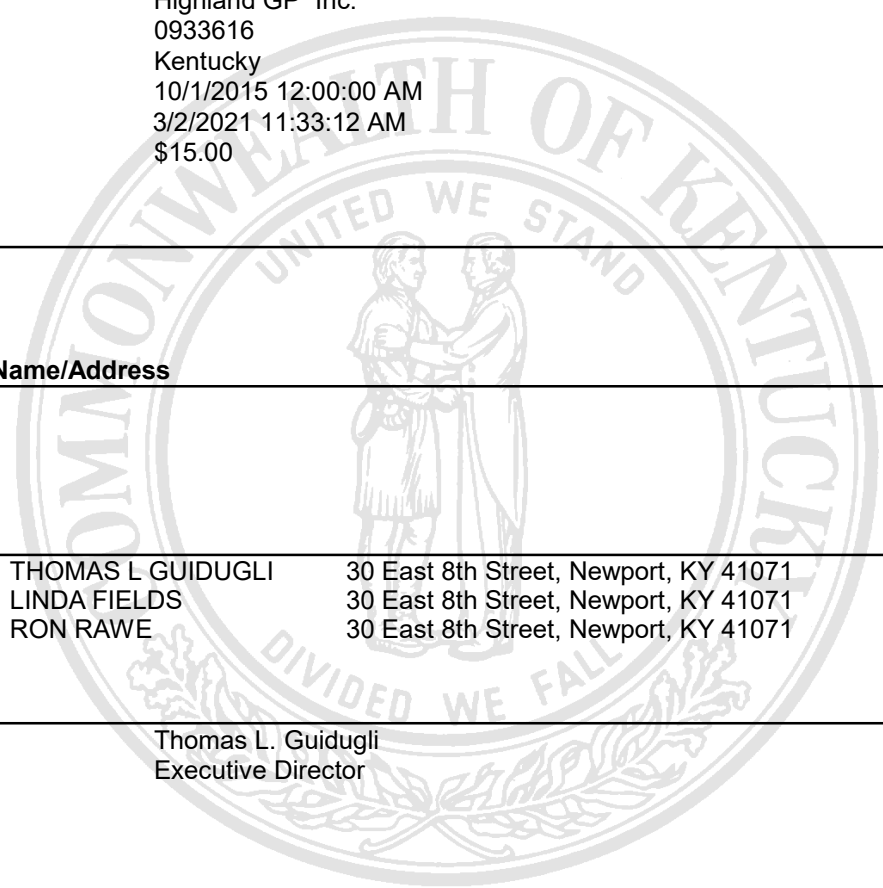 Highland GP Inc.
0933616
Kentucky
10/1/2015 12:00:00 AM
3/2/2021 11:33:12 AM
$15.00
COMMONWEALTH OF KENTUCKY
UNITED WE STAND
Name/Address
THOMAS L GUIDUGLI 30 East 8th Street, Newport, KY 41071
LINDA FIELDS 30 East 8th Street, Newport, KY 41071
RON RAWE 30 East 8th Street, Newport, KY 41071
DIVIDED WE FALL
Thomas L. Guidugli
Executive Director